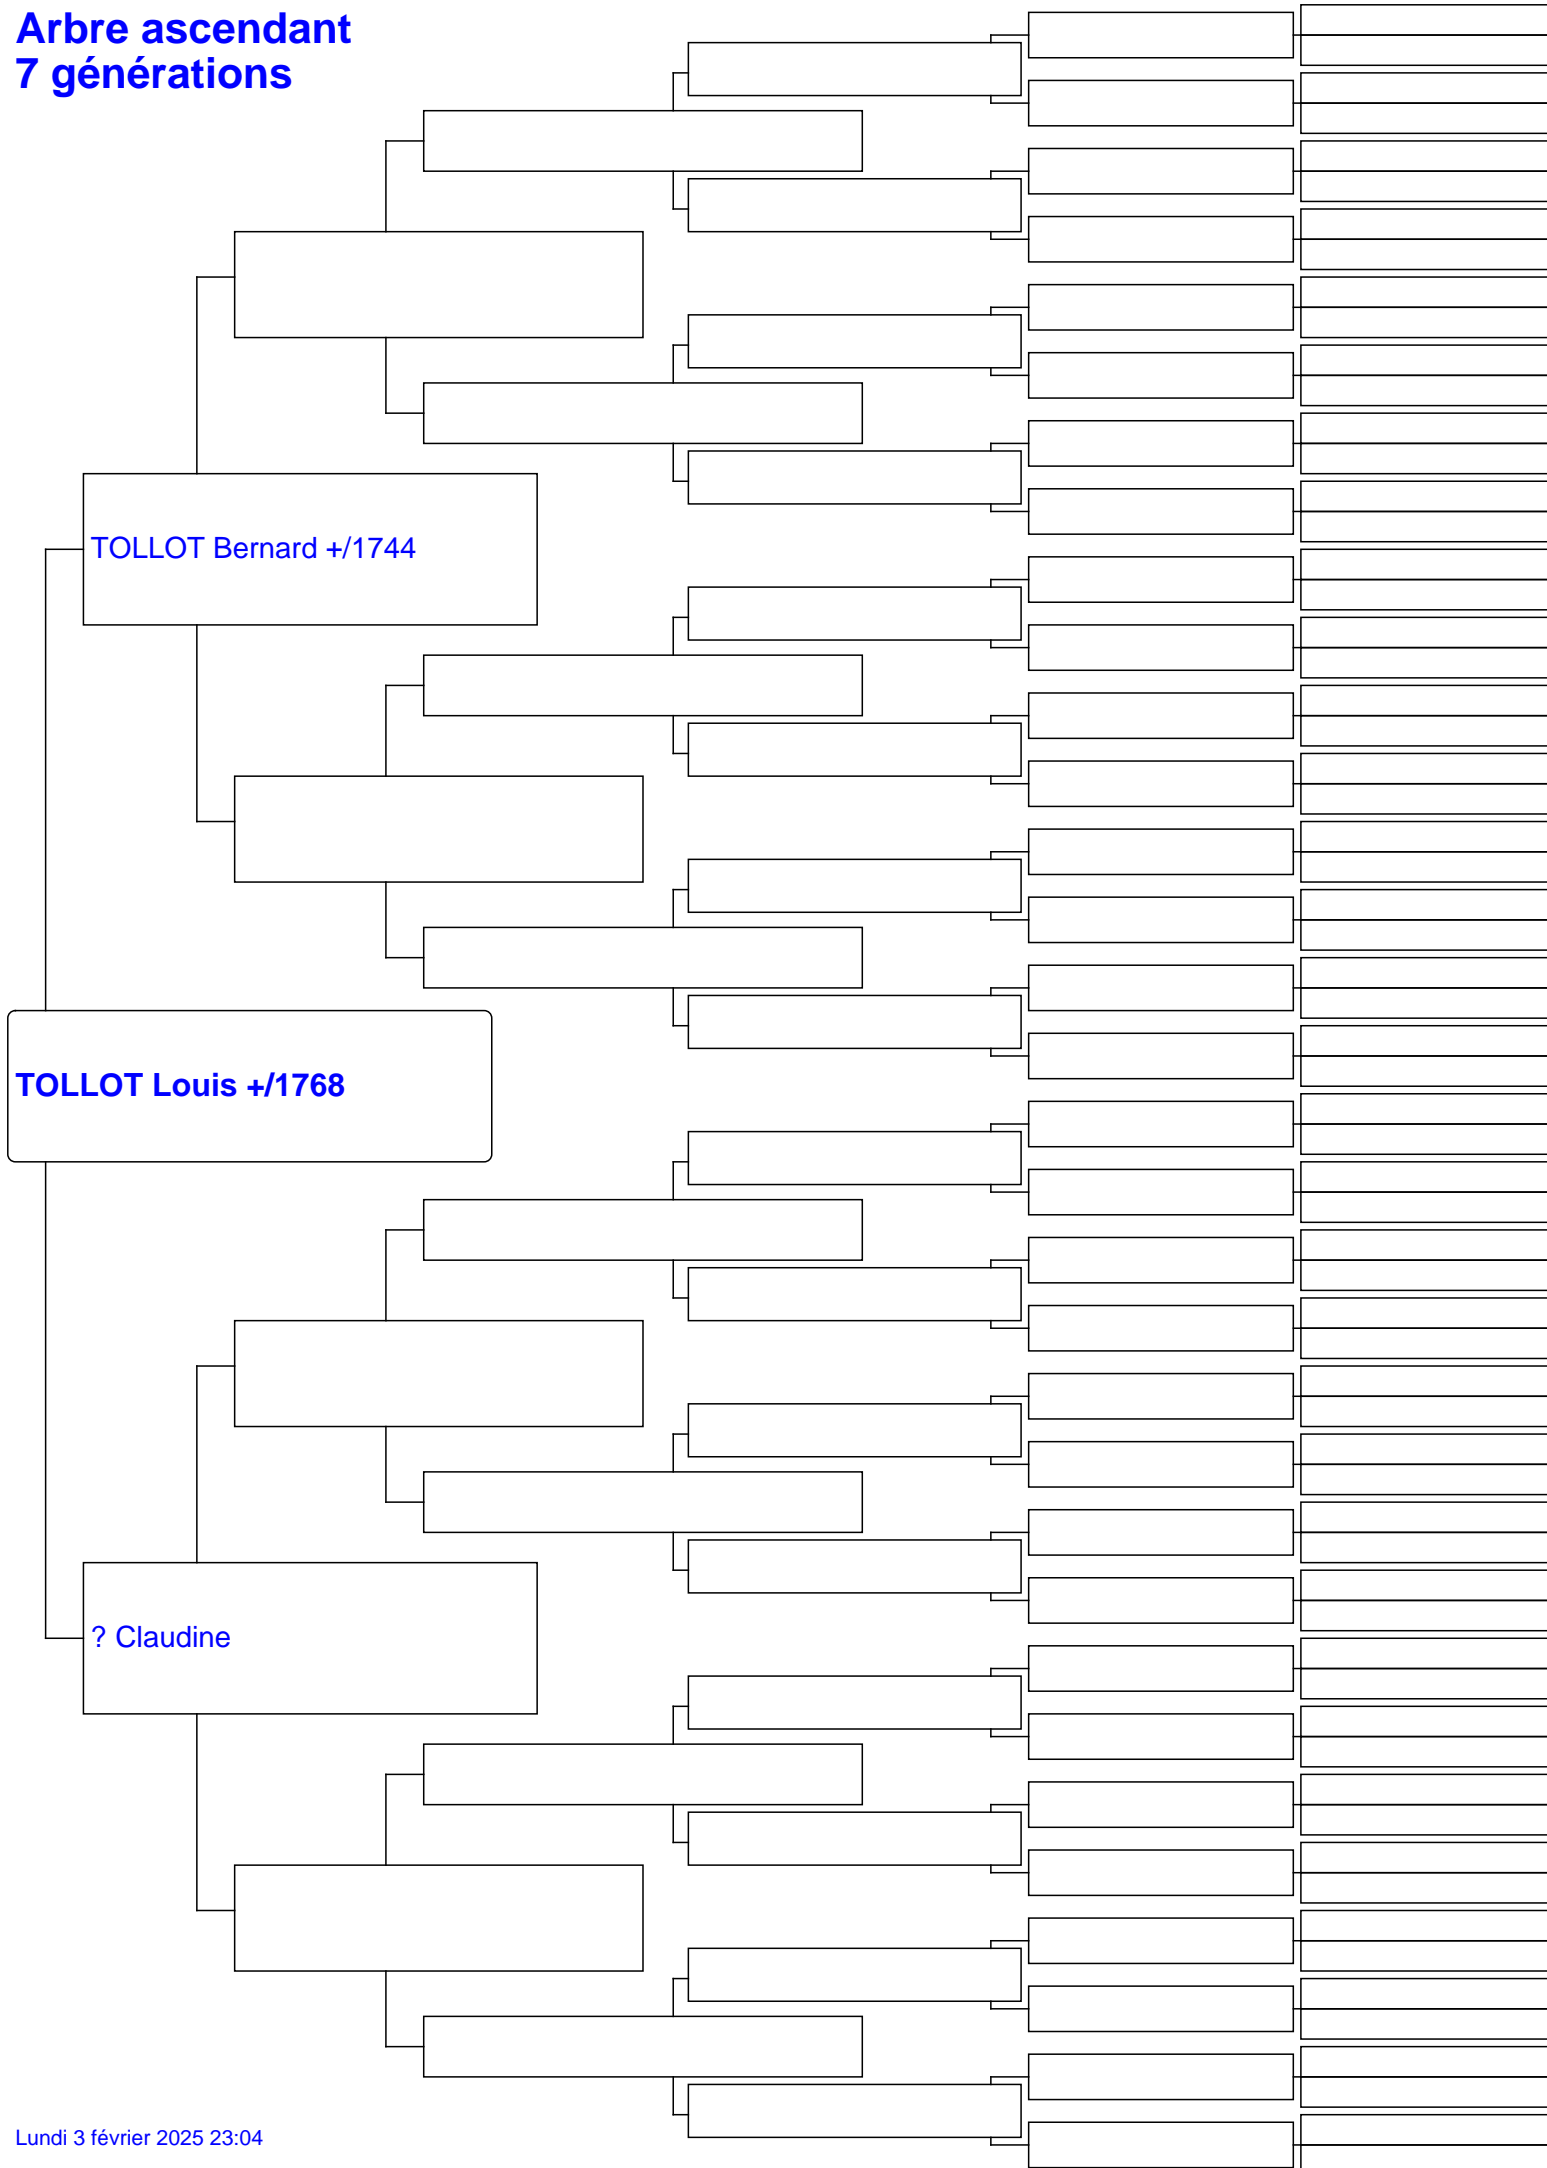 Arbre ascendant
7 générations
TOLLOT Bernard +/1744
TOLLOT Louis +/1768
? Claudine
Lundi 3 février 2025 23:04